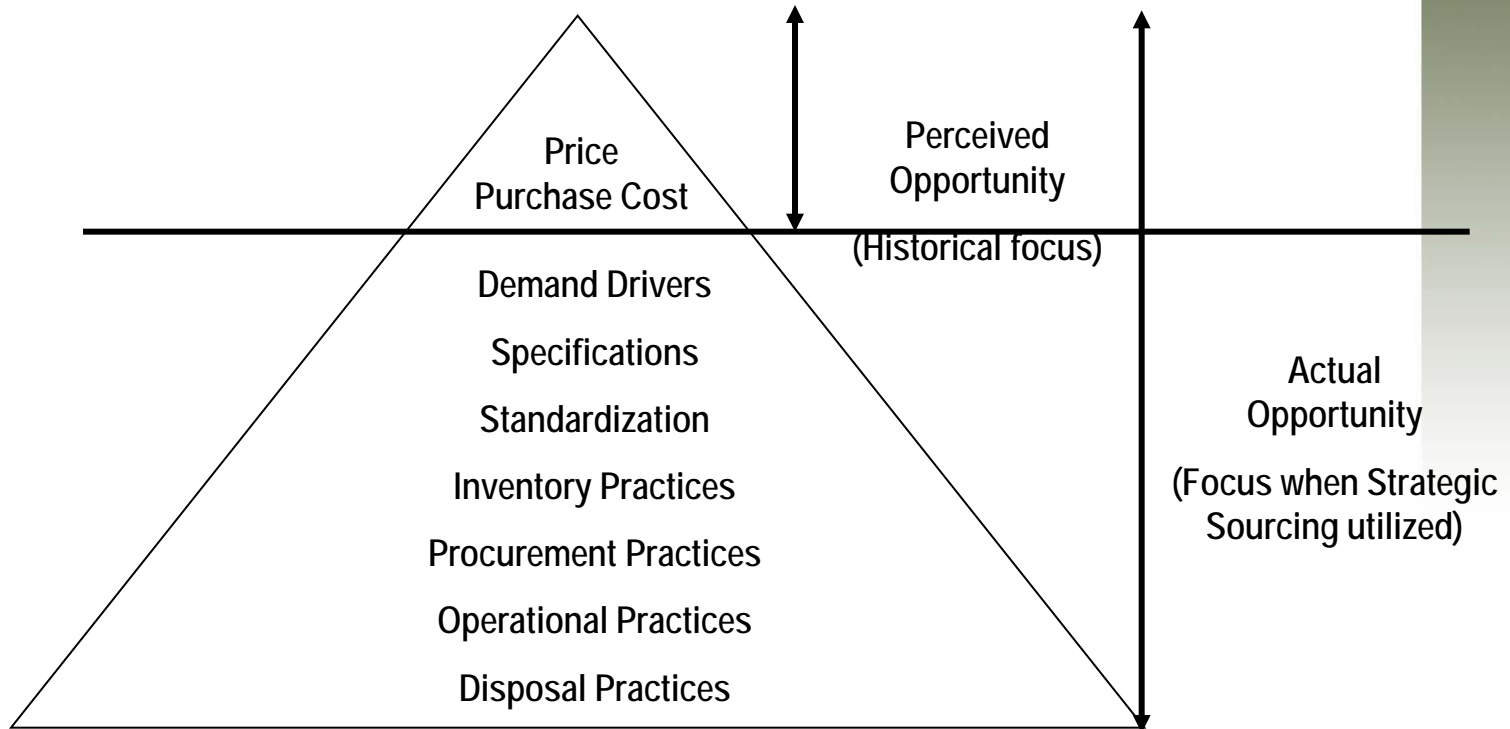 Price
Purchase Cost
Perceived
Opportunity
(Historical focus)
Demand Drivers
Specifications
Standardization
Inventory Practices
Procurement Practices
Operational Practices
Disposal Practices
Actual
Opportunity
(Focus when Strategic
Sourcing utilized)